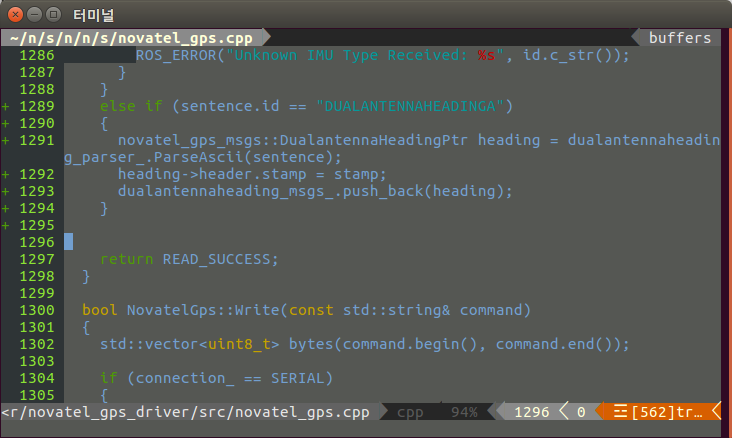 터미널
~/n/s/n/n/s/novatel_gps.cpp buffers
1286 ROS_ERROR("Unknown IMU Type Received: %s", id.c_str());
1287 }
1288 }
+ 1289 else if (sentence.id == "DUALANTENNAHEADINGA")
+ 1290 {
+ 1291 novatel_gps_msgs::DualantennaHeadingPtr heading = dualantennaheadin
g_parser_.ParseAscii(sentence);
+ 1292 heading->header.stamp = stamp;
+ 1293 dualantennaheading_msgs_.push_back(heading);
+ 1294 }
+ 1295
1296
1297 return READ_SUCCESS;
1298 }
1299
1300 bool NovatelGps::Write(const std::string& command)
1301 {
1302 std::vector<uint8_t> bytes(command.begin(), command.end());
1303
1304 if (connection_ == SERIAL)
1305 {
<r/novatel_gps_driver/src/novatel_gps.cpp cpp 94% 1296 < 0 ☲[562]tr… <